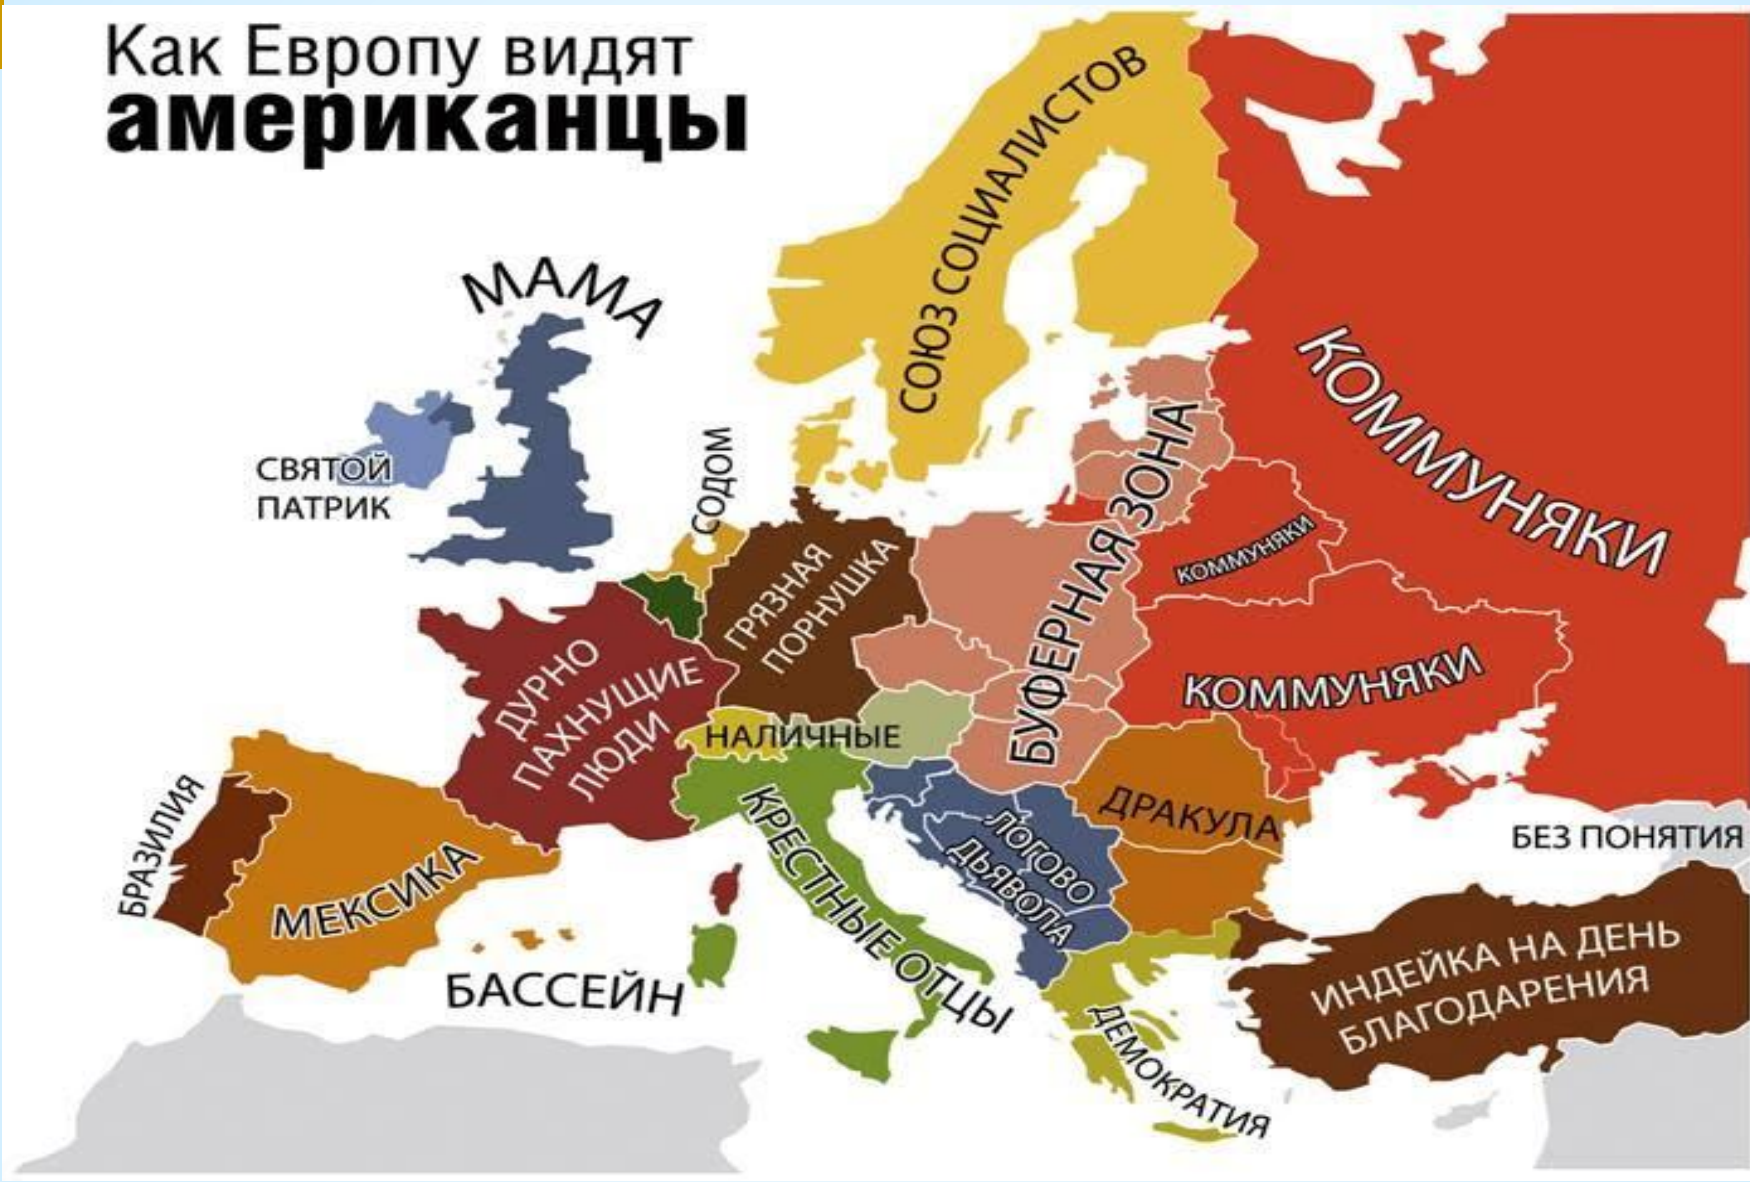 Как Европу видят
американцы
СОЮЗ СОЦИАЛИСТОВ
МАМА
КОММУНЯКИ
СВЯТОЙ
ПАТРИК
СОДОМ
БУФЕРНАЯ ЗОНА
КОММУНЯКИ
ГРЯЗНАЯ
ПОРНУШКА
ДУРНО
ПАХНУЩИЕ
ЛЮДИ
КОММУНЯКИ
НАЛИЧНЫЕ
БРАЗИЛИЯ
МЕКСИКА
КРЕСТНЫЕ ОТЦЫ
ЛОГОВО
ДЬЯВОЛА
ДРАКУЛА
БЕЗ ПОНЯТИЯ
БАССЕЙН
ИНДЕЙКА НА ДЕНЬ
БЛАГОДАРЕНИЯ
ДЕМОКРАТИЯ